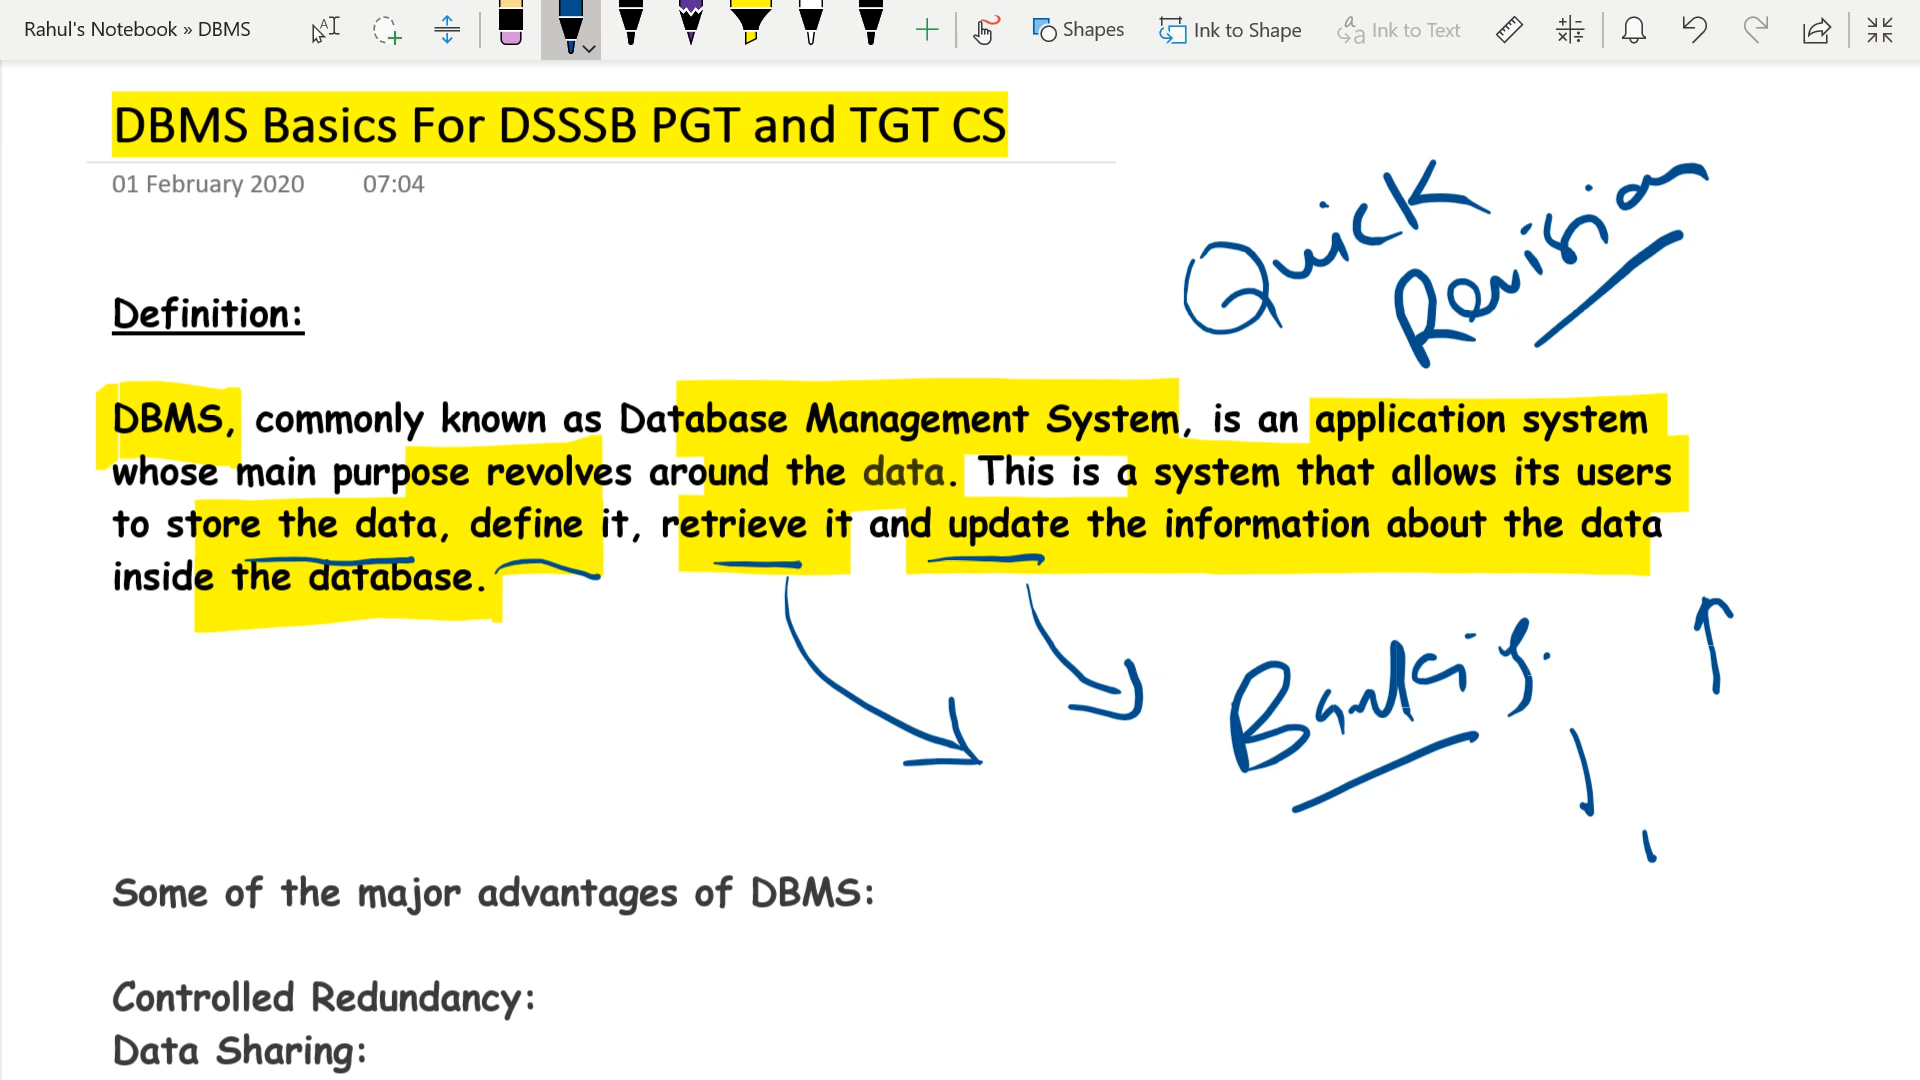 Rahul's Notebook » DBMS
Shapes
Ink to Shape
Ink to Text
DBMS Basics For DSSSB PGT and TGT CS
01 February 2020 07:04
Quick
Revision
Definition:
DBMS, commonly known as Database Management System, is an application system
whose main purpose revolves around the data. This is a system that allows its users
to store the data, define it, retrieve it and update the information about the data
inside the database.
Banking.
Some of the major advantages of DBMS:
Controlled Redundancy:
Data Sharing: